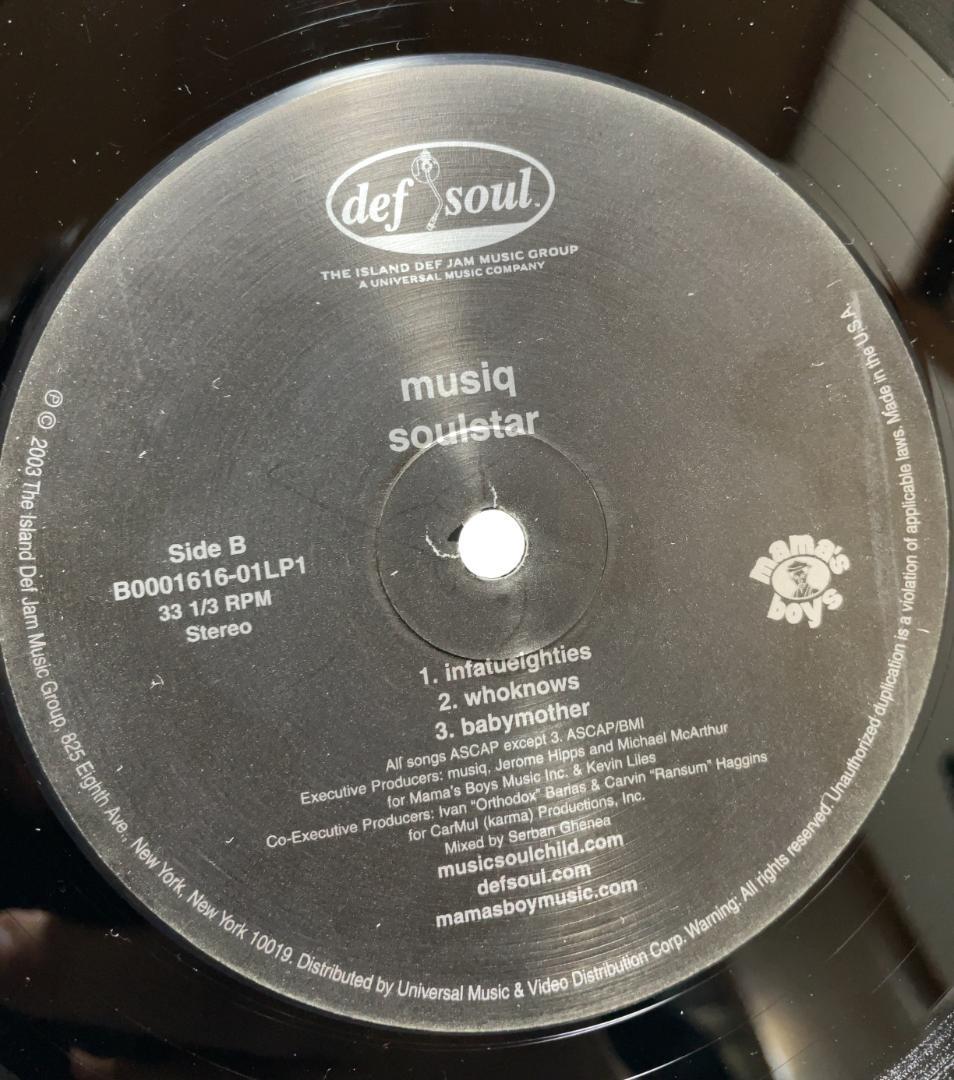 def soul™
THE ISLAND DEF JAM MUSIC GROUP
A UNIVERSAL MUSIC COMPANY
musiq
soulstar
Side B
B0001616-01LP1
33 1/3 RPM
Stereo
mama's
boys
1. infatueighties
2. whoknows
3. babymother
All songs ASCAP except 3. ASCAP/BMI
Executive Producers: musiq, Jerome Hipps and Michael McArthur
for Mama's Boys Music Inc. & Kevin Liles
Co-Executive Producers: Ivan "Orthodox" Barias & Carvin "Ransum" Haggins
for CarMul (karma) Productions, Inc.
Mixed by Serban Ghenea
musicsoulchild.com
defsoul.com
mamasboymusic.com
℗ © 2003 The Island Def Jam Music Group, 825 Eighth Ave., New York, New York 10019. Distributed by Universal Music & Video Distribution Corp. Warning: All rights reserved. Unauthorized duplication is a violation of applicable laws. Made in the U.S.A.